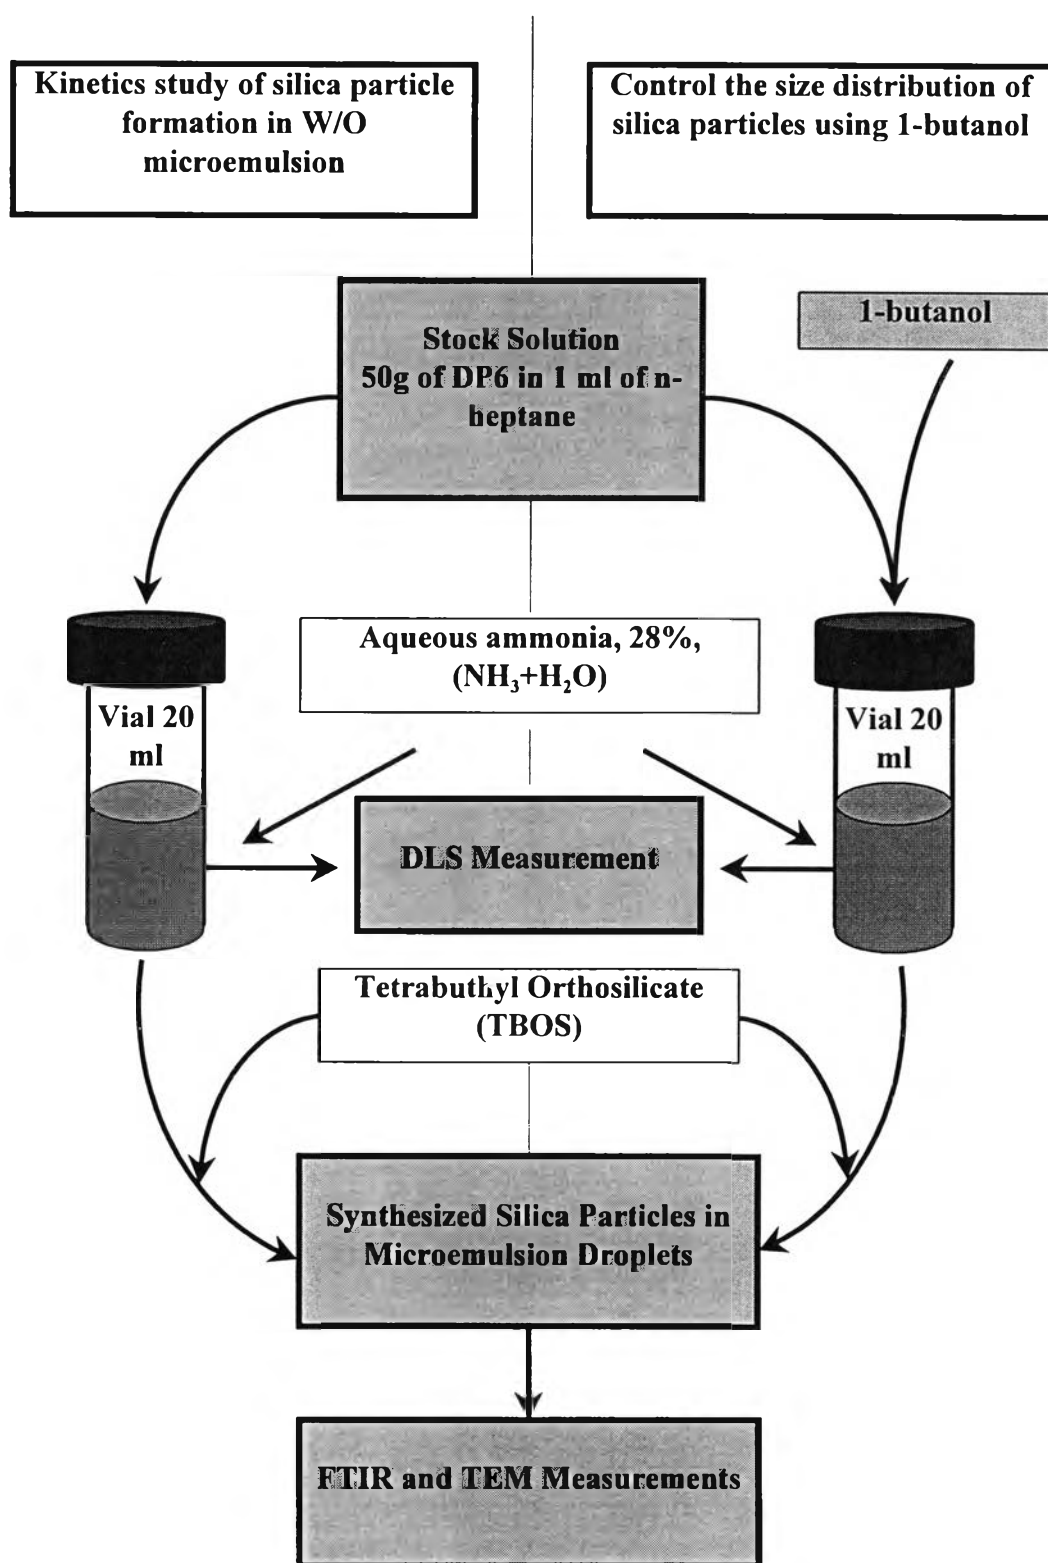 Kinetics study of silica particle
formation in W/O
microemulsion
Control the size distribution of
silica particles using 1-butanol
Stock Solution
50g of DP6 in 1 ml of n-
heptane
1-butanol
Aqueous ammonia, 28%,
(NH₃+H₂O)
Vial 20
ml
Vial 20
ml
DLS Measurement
Tetrabuthyl Orthosilicate
(TBOS)
Synthesized Silica Particles in
Microemulsion Droplets
FTIR and TEM Measurements